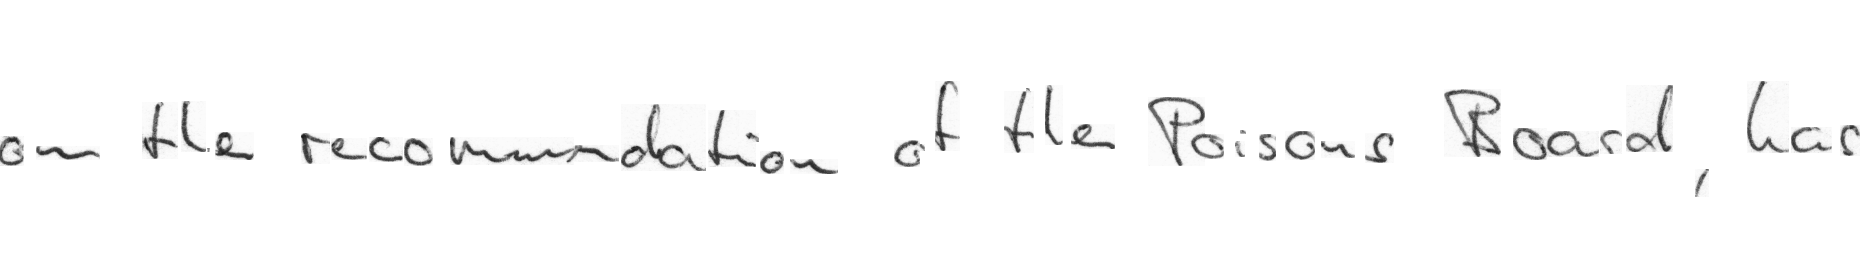 on the recommendation of the Poisons Board, has